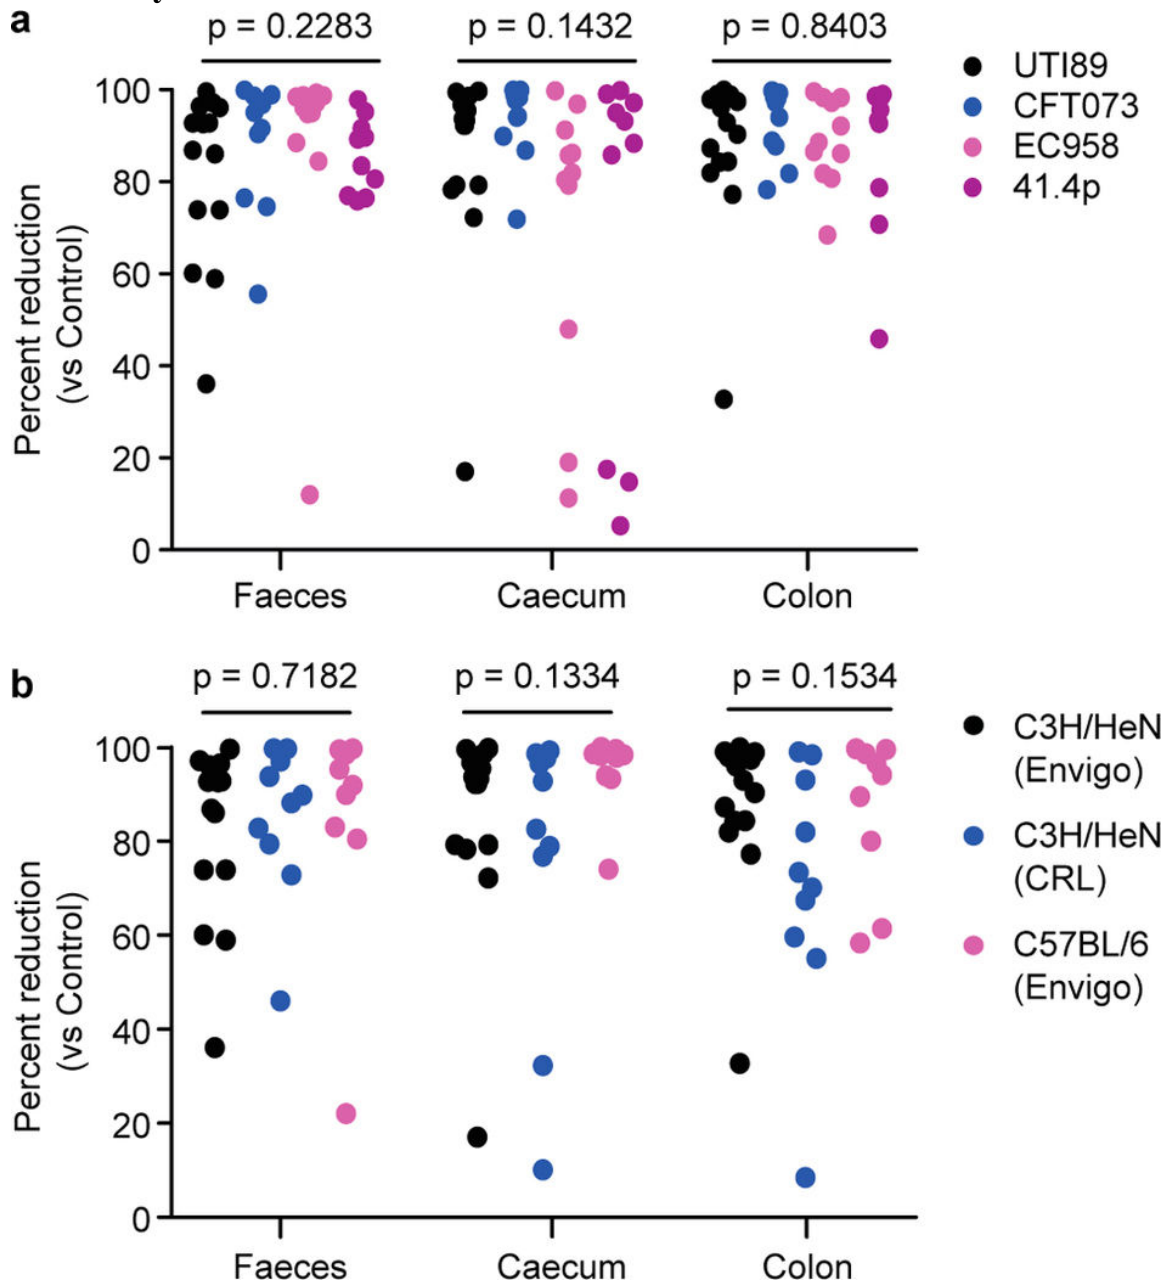 a
p = 0.2283 p = 0.1432 p = 0.8403
Percent reduction
(vs Control)
100
80
60
40
20
0
Faeces Caecum Colon
UTI89
CFT073
EC958
41.4p
b
p = 0.7182 p = 0.1334 p = 0.1534
Percent reduction
(vs Control)
100
80
60
40
20
0
Faeces Caecum Colon
C3H/HeN
(Envigo)
C3H/HeN
(CRL)
C57BL/6
(Envigo)